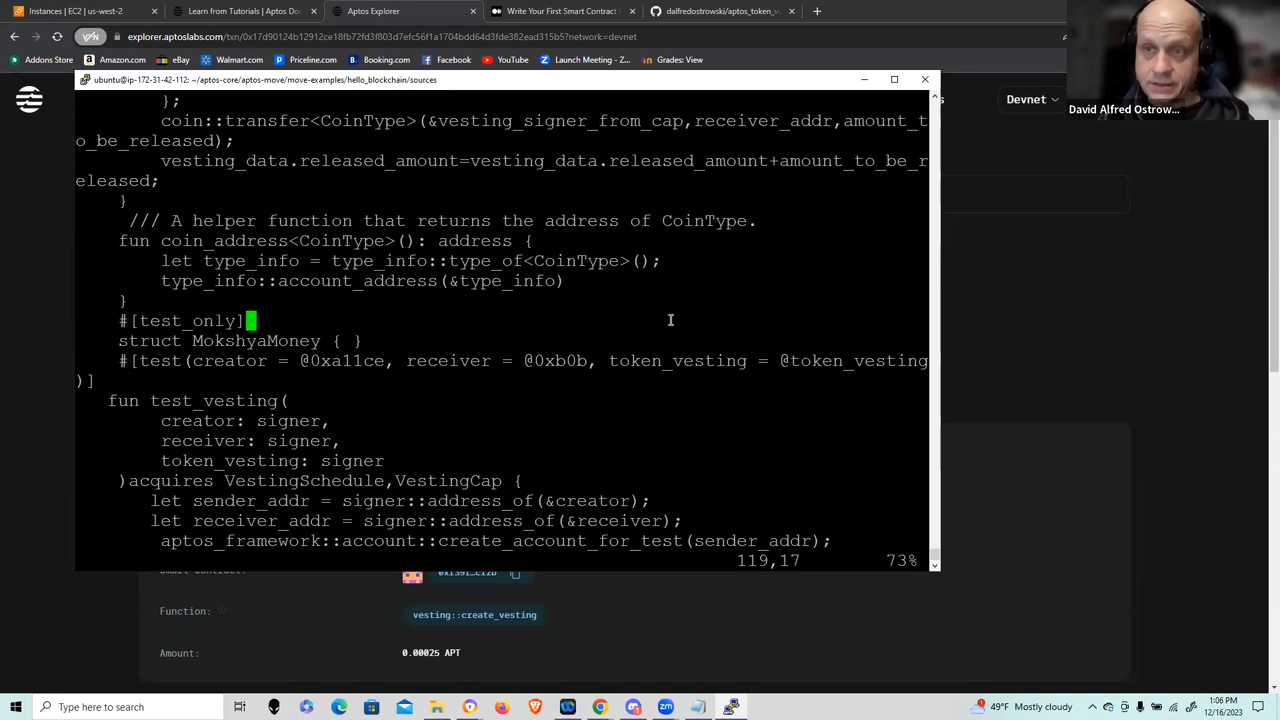 Instances | EC2 | us-west-2
Learn from Tutorials | Aptos Doc
Aptos Explorer
Write Your First Smart Contract
dalfredostrowski/aptos_token_v
explorer.aptoslabs.com/txn/0x17d90124b12912ce18fb72fd3f803d7efc56f1a4704bdd64d3fde382ead315b5?network=devnet
Addons Store
Amazon.com
eBay
Walmart.com
Priceline.com
Booking.com
Facebook
YouTube
Launch Meeting - Z...
Grades: View
ubuntu@ip-172-31-42-112: ~/aptos-core/aptos-move/move-examples/hello_blockchain/sources
Devnet
David Alfred Ostrow...
};
coin::transfer<CoinType>(&vesting_signer_from_cap,receiver_addr,amount_t
o_be_released);
vesting_data.released_amount=vesting_data.released_amount+amount_to_be_r
eleased;
}
/// A helper function that returns the address of CoinType.
fun coin_address<CoinType>(): address {
let type_info = type_info::type_of<CoinType>();
type_info::account_address(&type_info)
}
#[test_only]
struct MokshyaMoney { }
#[test(creator = @0xa11ce, receiver = @0xb0b, token_vesting = @token_vesting
)]
fun test_vesting(
creator: signer,
receiver: signer,
token_vesting: signer
)acquires VestingSchedule,VestingCap {
let sender_addr = signer::address_of(&creator);
let receiver_addr = signer::address_of(&receiver);
aptos_framework::account::create_account_for_test(sender_addr);
119,17 73%
Function:
vesting::create_vesting
Amount:
0.00025 APT
Type here to search
49°F Mostly cloudy
1:06 PM
12/16/2023